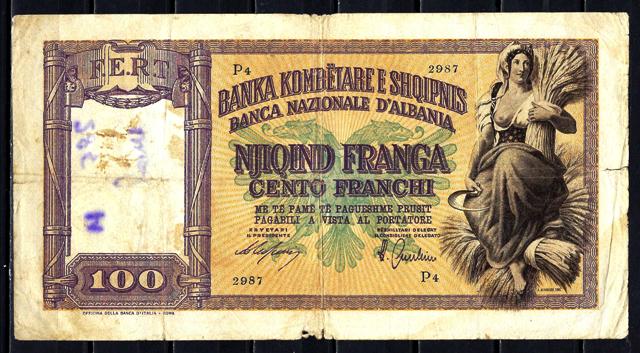 F.E.R.T
P4 2987
BANKA KOMBËTARE E SHQIPNIS
BANCA NAZIONALE D'ALBANIA
NJIQIND FRANGA
CENTO FRANCHI
ME TË PAMË TË PAGUESHME PRUSIT
PAGABILI A VISTA AL PORTATORE
KRYETARI
IL PRESIDENTE
KËSHILLTARI DELEGAT
IL CONSIGLIERE DELEGATO
100
2987 P4
OFFICINA DELLA BANCA D'ITALIA - ROMA